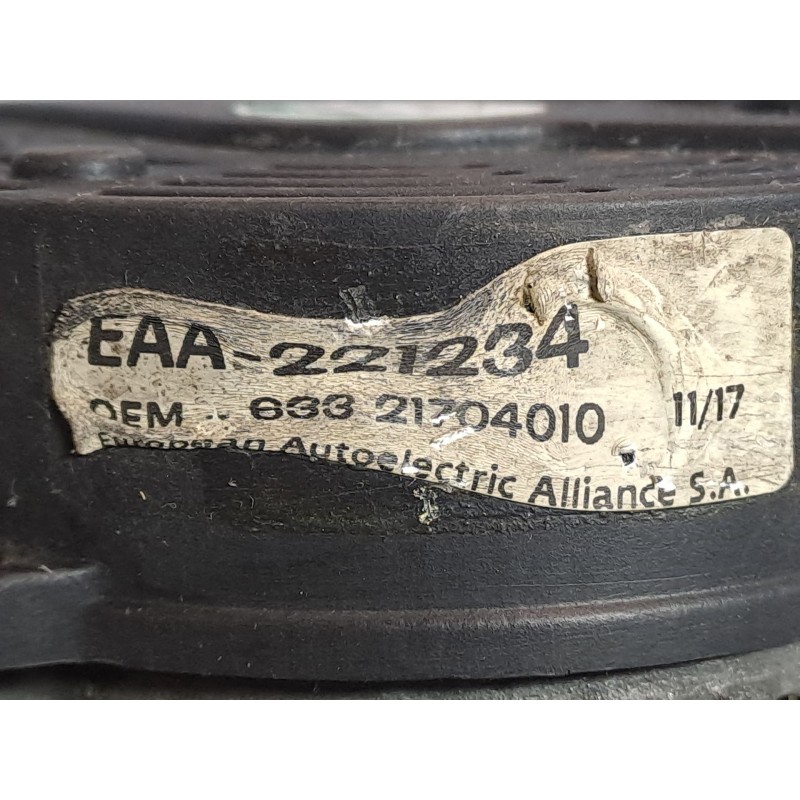 EAA-221234
OEM .. 633 21704010 11/17
European Autoelectric Alliance S.A.